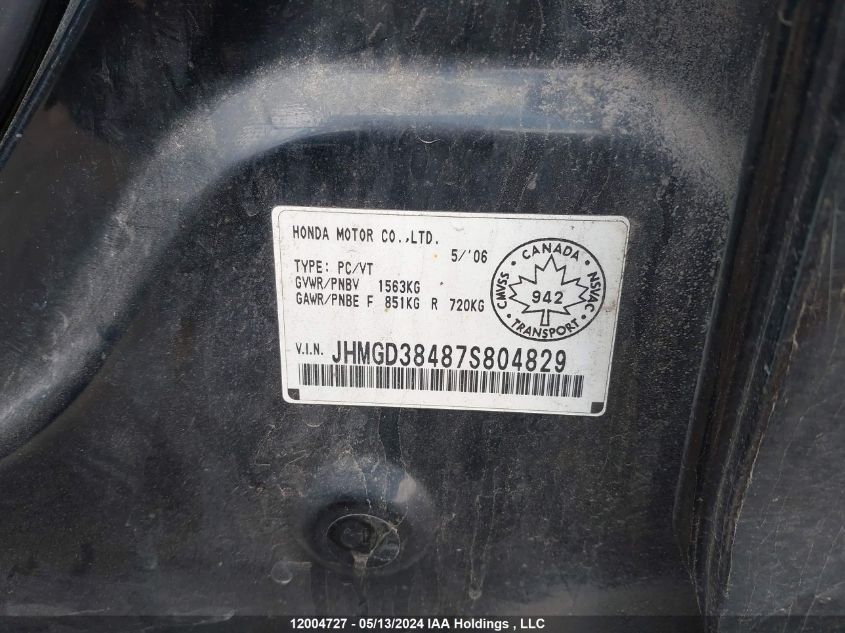 HONDA MOTOR CO.,LTD.
5/'06
TYPE: PC/VT
GVWR/PNBV 1563KG
GAWR/PNBE F 851KG R 720KG
CANADA
CMVSS
NSVAC
942
TRANSPORT
V.I.N. JHMGD38487S804829
12004727 - 05/13/2024 IAA Holdings , LLC